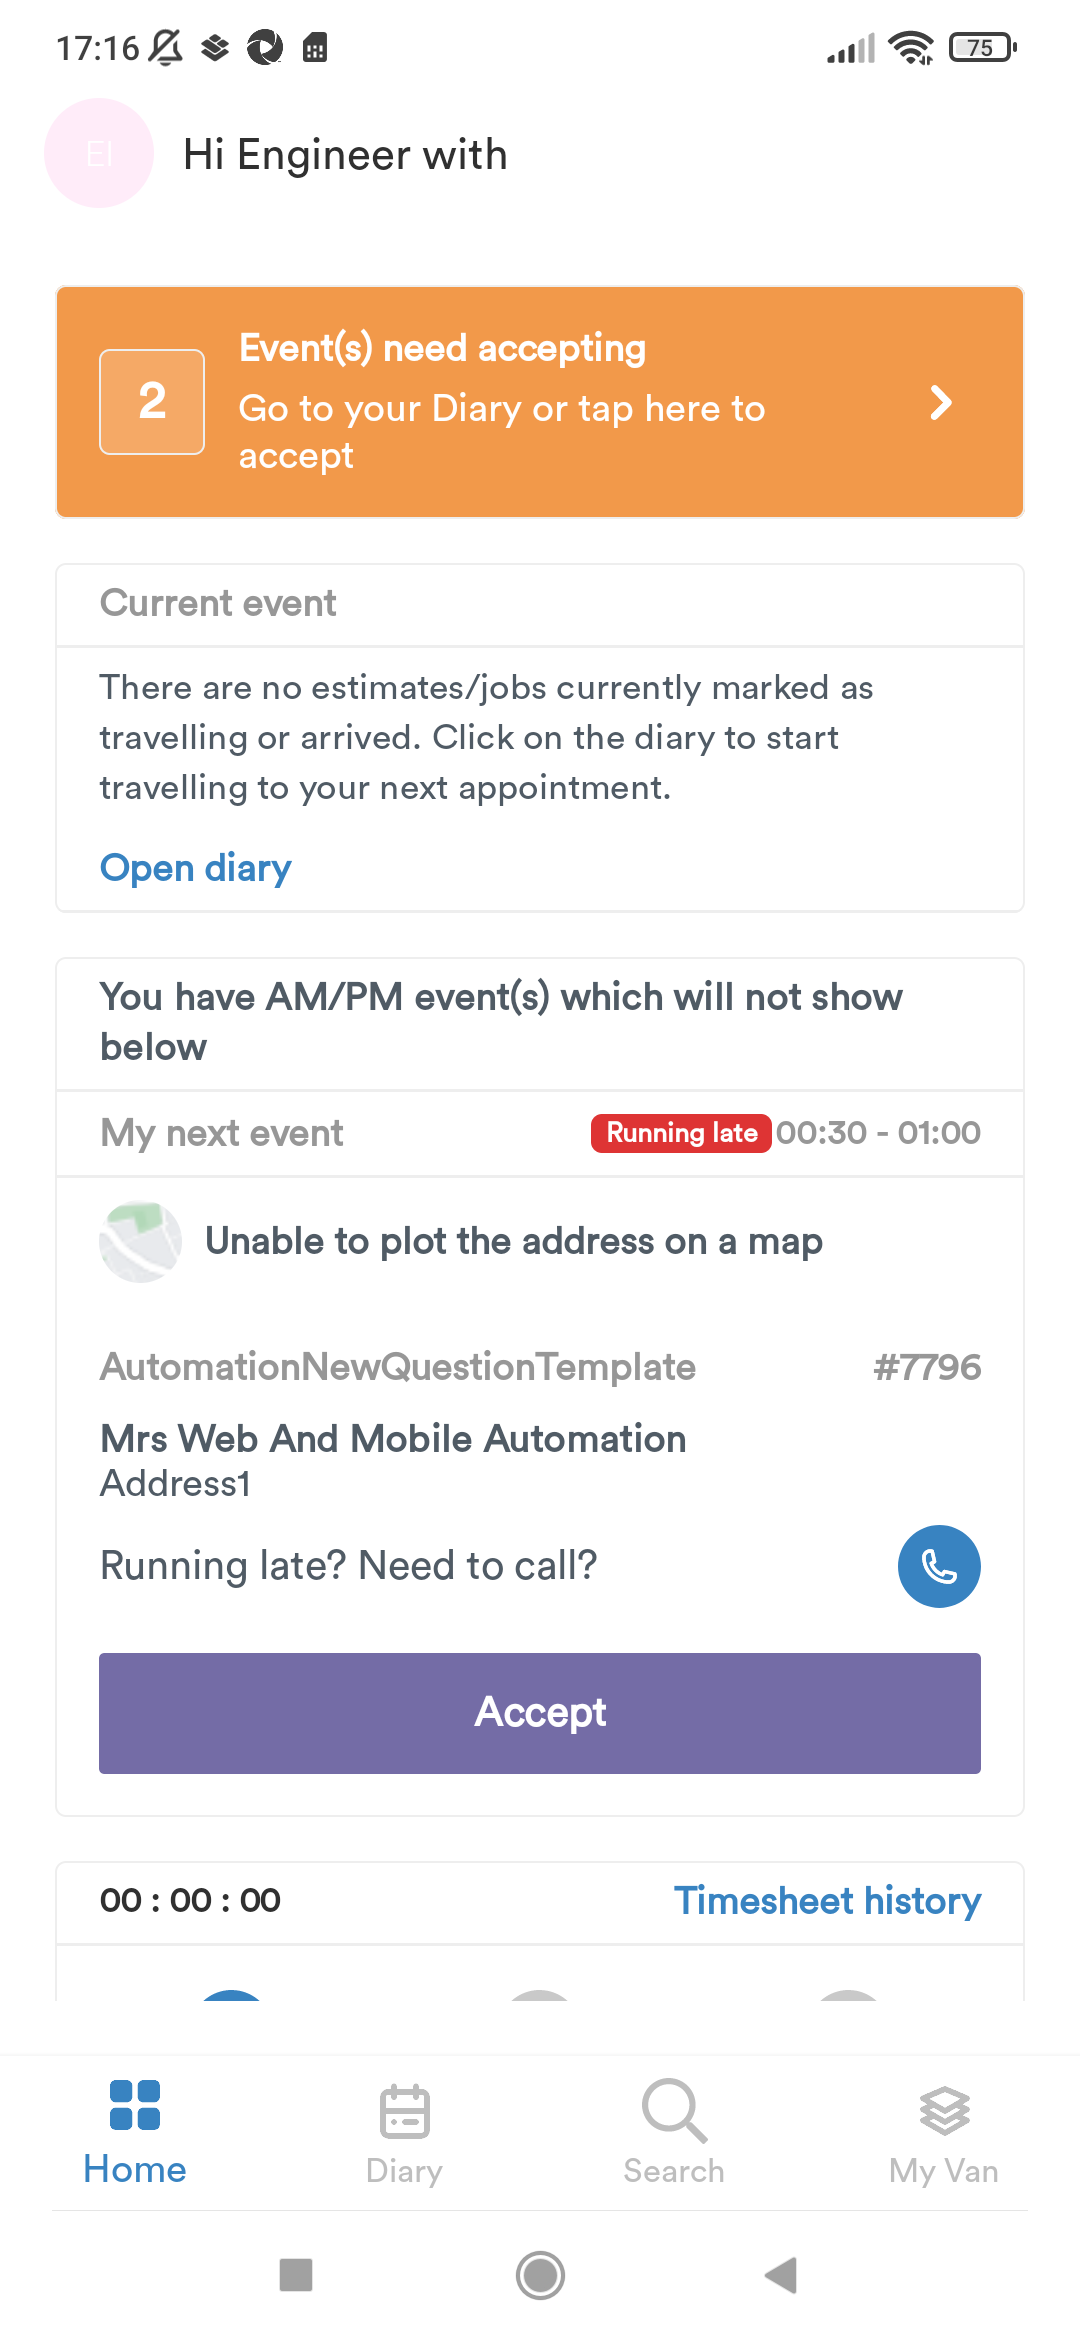 17:16
75
EI
Hi Engineer with
2
Event(s) need accepting
Go to your Diary or tap here to
accept
Current event
There are no estimates/jobs currently marked as
travelling or arrived. Click on the diary to start
travelling to your next appointment.
Open diary
You have AM/PM event(s) which will not show
below
My next event Running late 00:30 - 01:00
Unable to plot the address on a map
AutomationNewQuestionTemplate #7796
Mrs Web And Mobile Automation
Address1
Running late? Need to call?
Accept
00 : 00 : 00 Timesheet history
Home Diary Search My Van